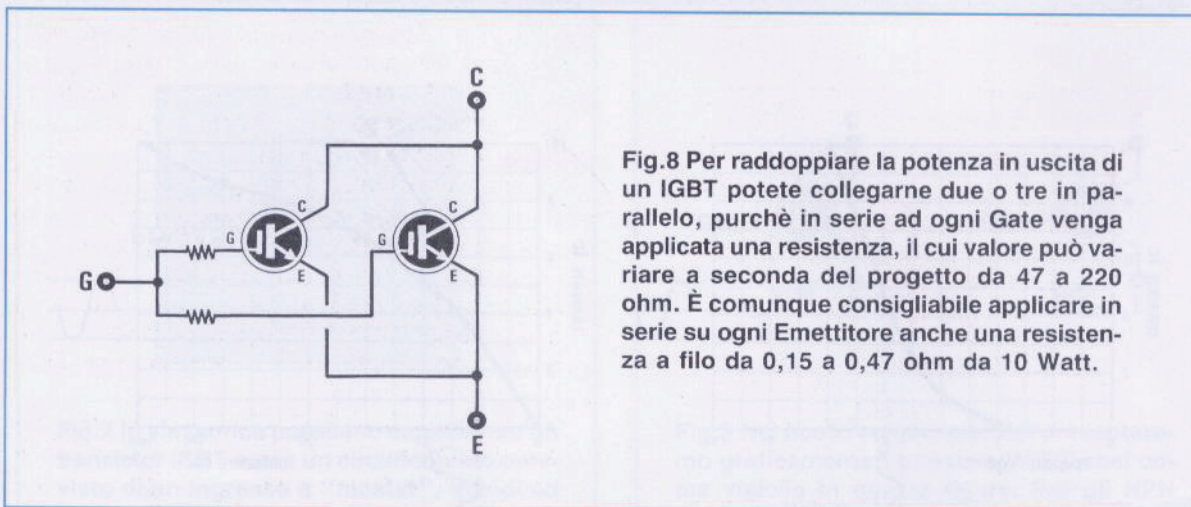 C
C
C
G
G
G
E
E
E
Fig.8 Per raddoppiare la potenza in uscita di
un IGBT potete collegarne due o tre in pa-
rallelo, purchè in serie ad ogni Gate venga
applicata una resistenza, il cui valore può va-
riare a seconda del progetto da 47 a 220
ohm. È comunque consigliabile applicare in
serie su ogni Emettitore anche una resisten-
za a filo da 0,15 a 0,47 ohm da 10 Watt.